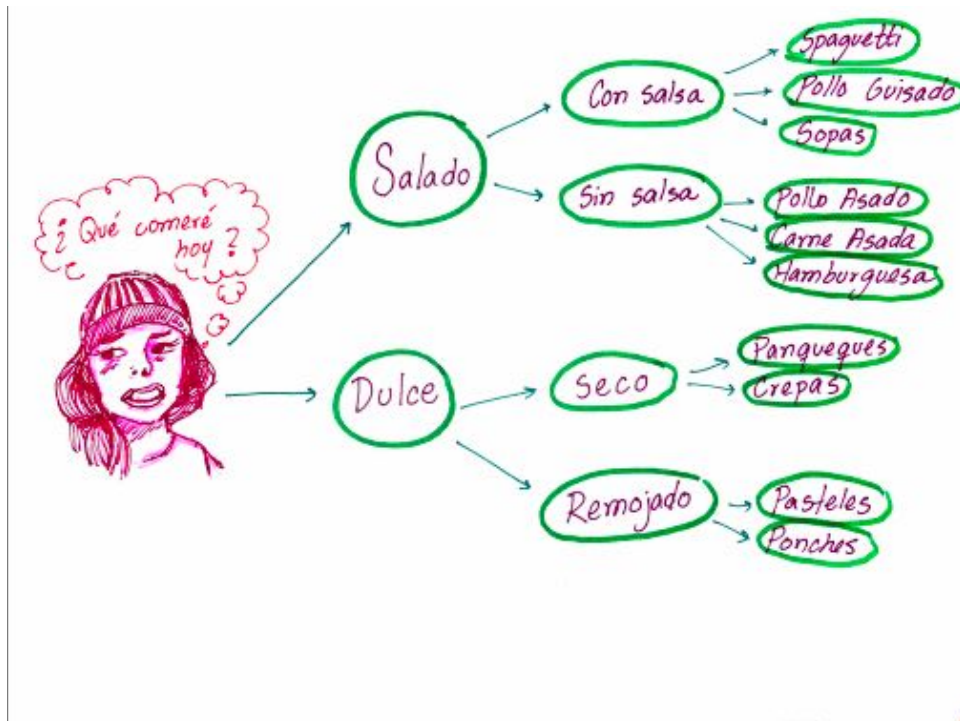 ¿Qué comeré
hoy?
Salado
Con salsa
Spaguetti
Pollo Guisado
Sopas
Sin salsa
Pollo Asado
Carne Asada
Hamburguesa
Dulce
Seco
Panqueques
Crepas
Remojado
Pasteles
Ponches